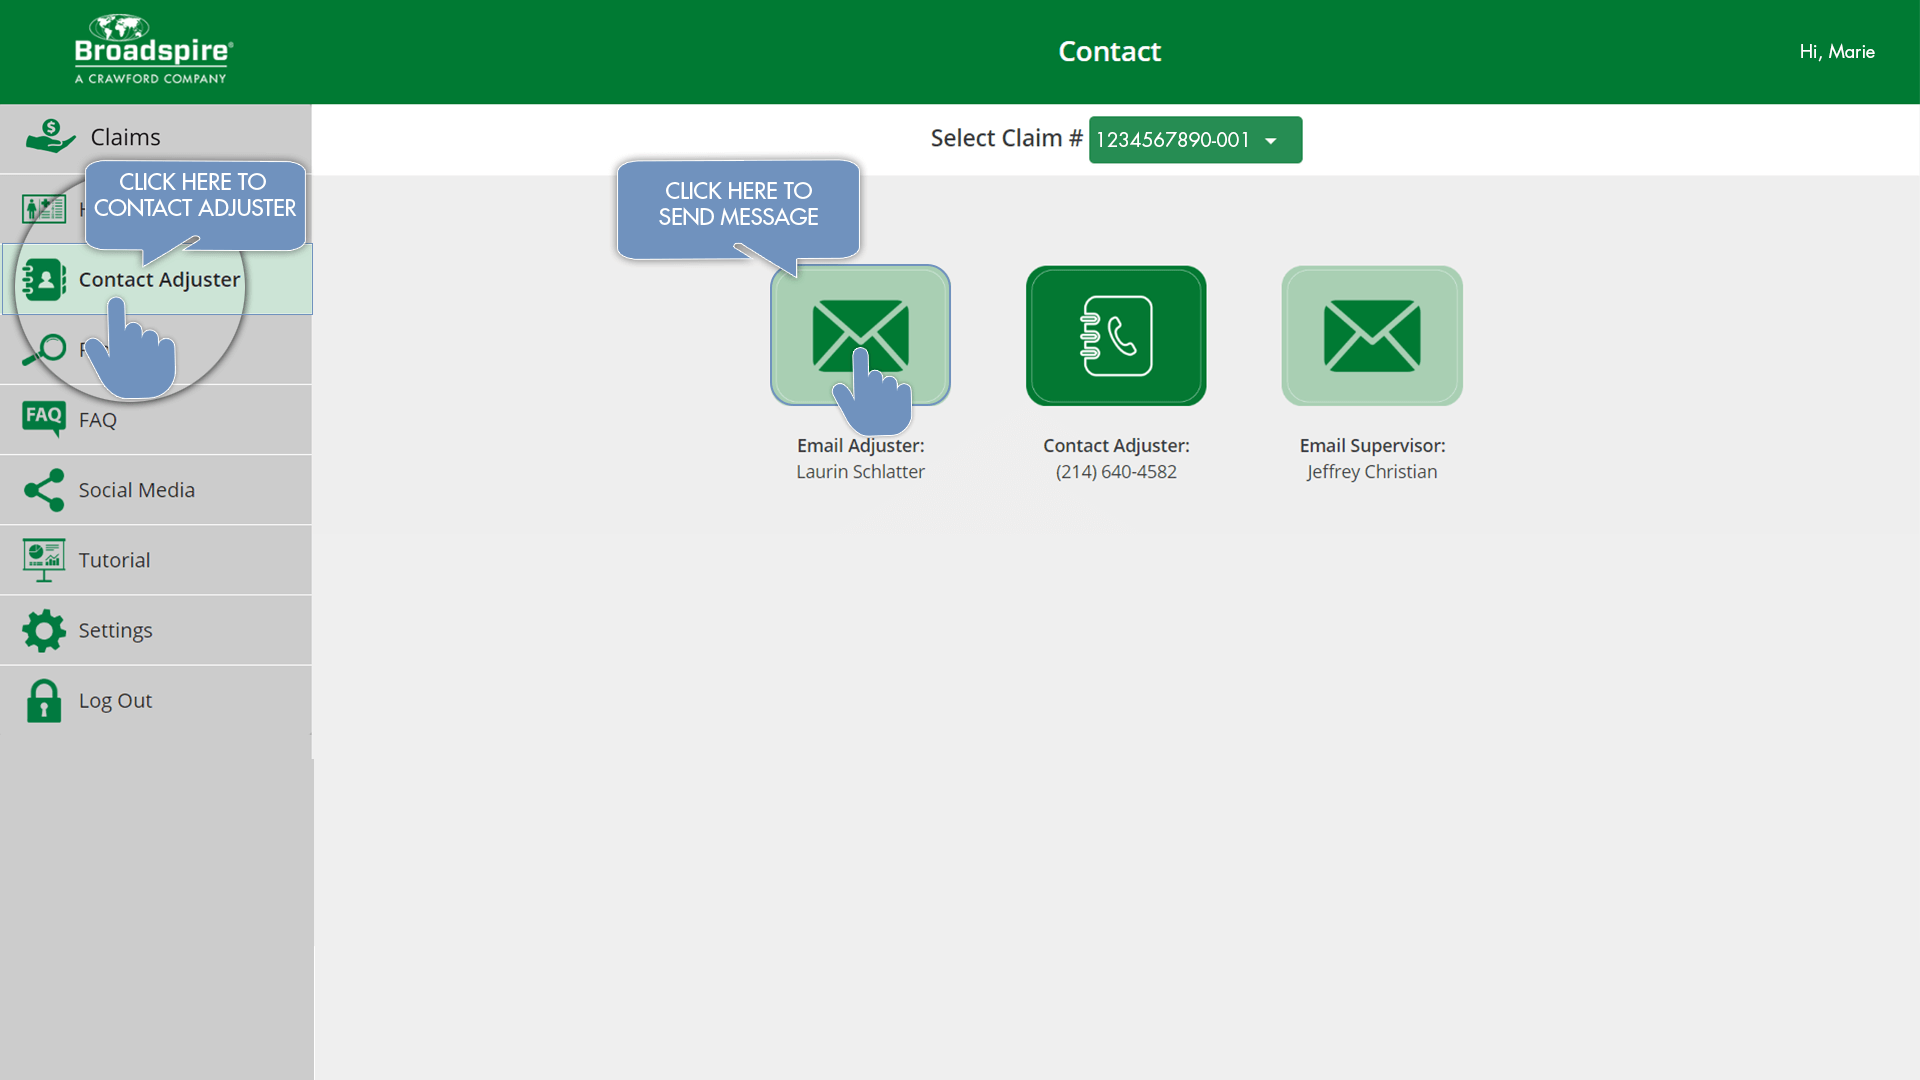 Broadspire®
A CRAWFORD COMPANY
Contact
Hi, Marie
Claims
Select Claim # 1234567890-001
CLICK HERE TO
CONTACT ADJUSTER
CLICK HERE TO
SEND MESSAGE
Contact Adjuster
FAQ FAQ
Social Media
Tutorial
Settings
Log Out
Email Adjuster:
Laurin Schlatter
Contact Adjuster:
(214) 640-4582
Email Supervisor:
Jeffrey Christian